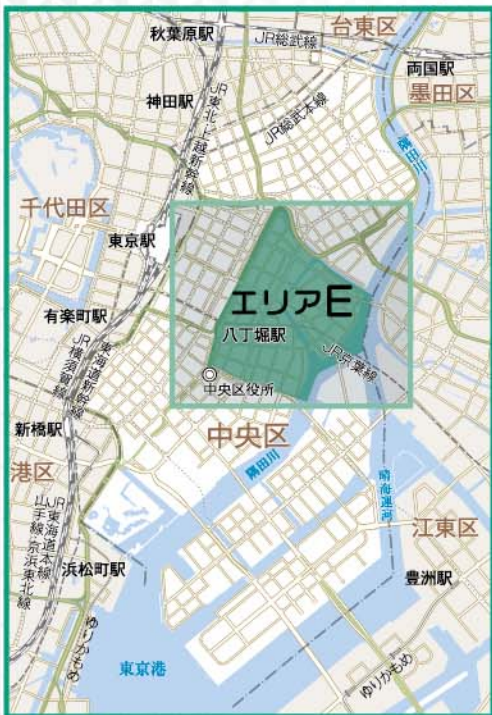 台東区
秋葉原駅
JR総武線
両国駅
墨田区
神田駅
JR東北・上越新幹線
JR総武本線
隅田川
千代田区
東京駅
エリアE
有楽町駅
八丁堀駅
JR京葉線
東海道新幹線
JR横須賀線
中央区役所
新橋駅
中央区
港区
隅田川
晴海運河
JR東海道本線
山手線・京浜東北線
江東区
浜松町駅
豊洲駅
ゆりかもめ
東京港
ゆりかもめ